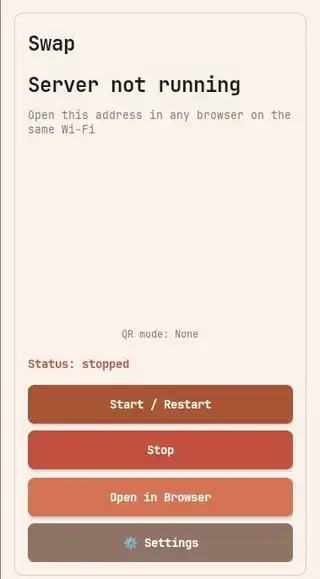 Swap
Server not running
Open this address in any browser on the
same Wi-Fi
QR mode: None
Status: stopped
Start / Restart
Stop
Open in Browser
⚙️ Settings